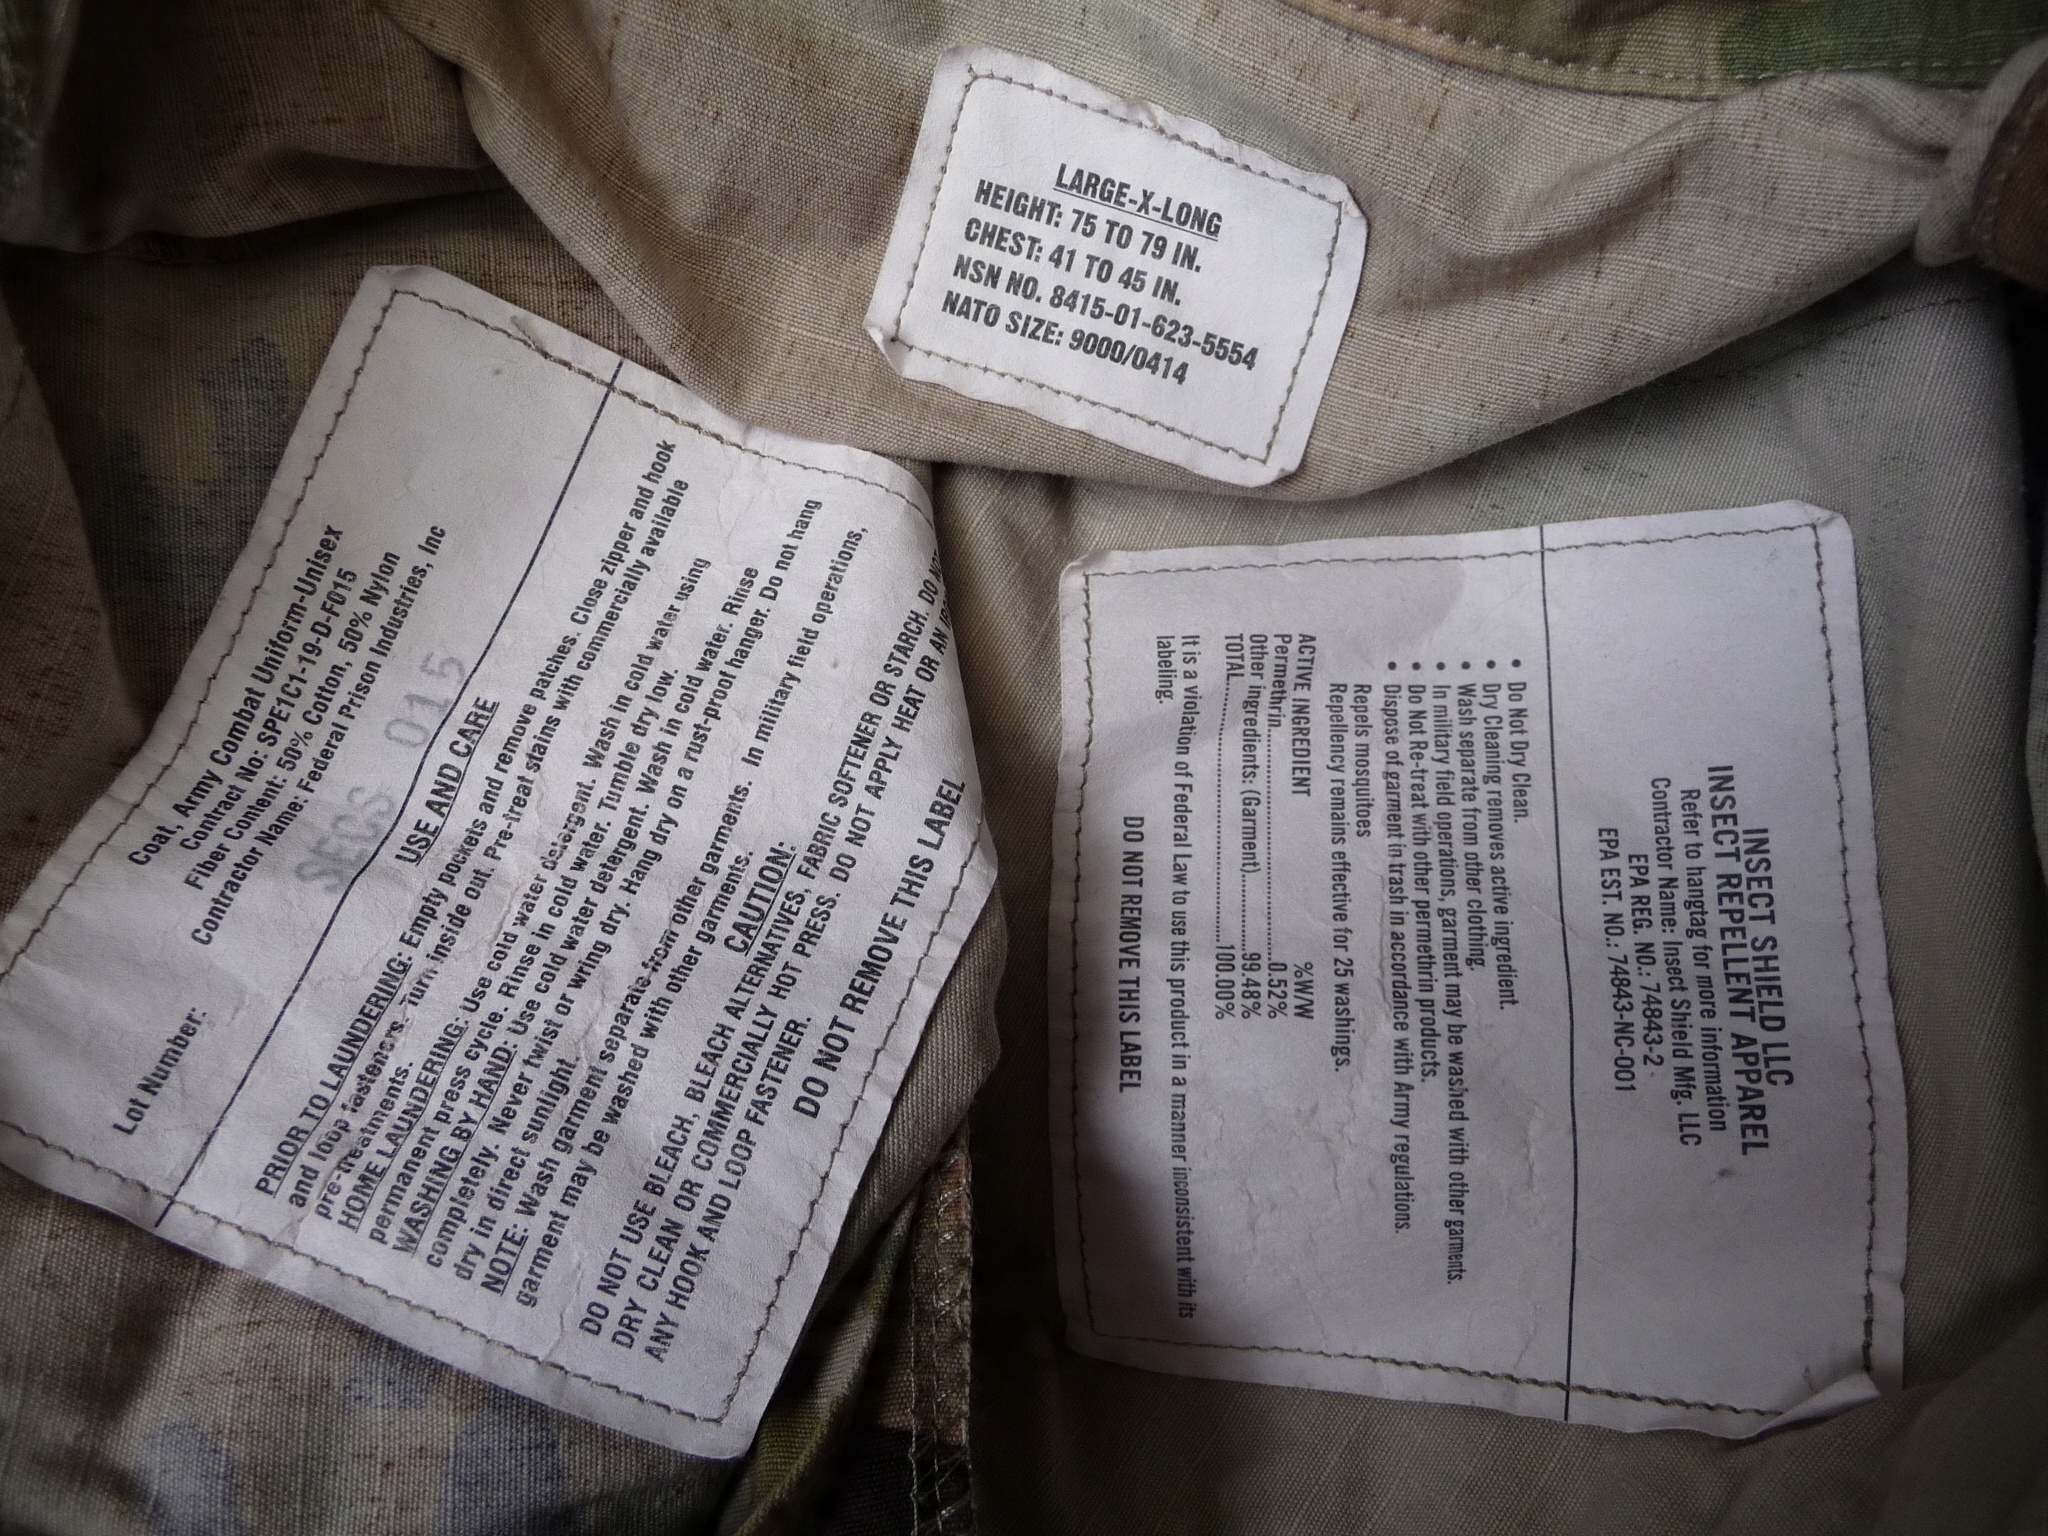 LARGE-X-LONG
HEIGHT: 75 TO 79 IN.
CHEST: 41 TO 45 IN.
NSN NO. 8415-01-623-5554
NATO SIZE: 9000/0414
Coat, Army Combat Uniform-Unisex
Contract No: SPE1C1-19-D-F015
Fiber Content: 50% Cotton, 50% Nylon
Contractor Name: Federal Prison Industries, Inc
Lot Number:
015
USE AND CARE
PRIOR TO LAUNDERING: Empty pockets and remove patches. Close zipper and hook
and loop fasteners. Turn inside out. Pre-treat stains with commercially available
pre-treatments.
HOME LAUNDERING: Use cold water detergent. Wash in cold water using
permanent press cycle. Rinse in cold water. Tumble dry low.
WASHING BY HAND: Use cold water detergent. Wash in cold water. Rinse
completely. Never twist or wring dry. Hang dry on a rust-proof hanger. Do not hang
dry in direct sunlight.
NOTE: Wash garment separate from other garments. In military field operations,
garment may be washed with other garments.
CAUTION:
DO NOT USE BLEACH, BLEACH ALTERNATIVES, FABRIC SOFTENER OR STARCH. DO NOT
DRY CLEAN OR COMMERCIALLY HOT PRESS. DO NOT APPLY HEAT OR AN
ANY HOOK AND LOOP FASTENER.
DO NOT REMOVE THIS LABEL
INSECT SHIELD LLC
INSECT REPELLENT APPAREL
Refer to hangtag for more information
Contractor Name: Insect Shield Mfg, LLC
EPA REG. NO.: 74843-2
EPA EST. NO.: 74843-NC-001
• Do Not Dry Clean.
• Dry Cleaning removes active ingredient.
• Wash separate from other clothing.
• In military field operations, garment may be washed with other garments.
• Do Not Re-treat with other permethrin products.
• Dispose of garment in trash in accordance with Army regulations.
Repels mosquitoes
Repellency remains effective for 25 washings.
ACTIVE INGREDIENT %W/W
Permethrin..........................0.52%
Other ingredients: (Garment)..........99.48%
TOTAL..............................100.00%
It is a violation of Federal Law to use this product in a manner inconsistent with its
labeling.
DO NOT REMOVE THIS LABEL